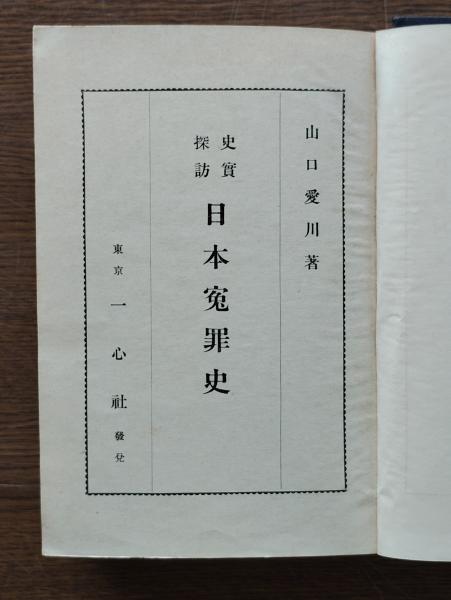 山口愛川著
史實
探訪
日本寃罪史
東京 一心社 發兌